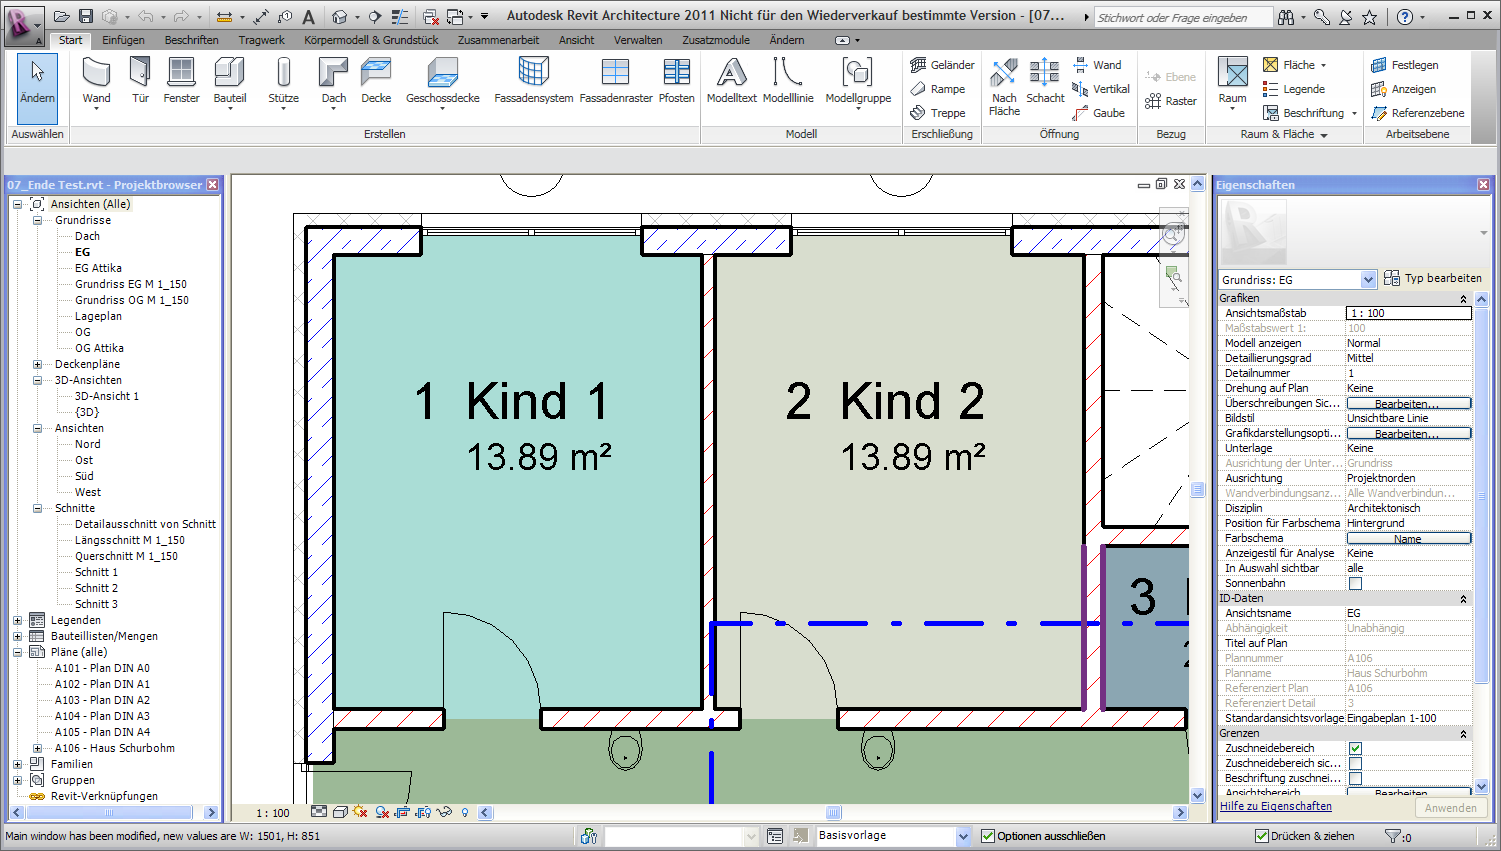 Autodesk Revit Architecture 2011 Nicht für den Wiederverkauf bestimmte Version - [07...
Stichwort oder Frage eingeben
Start Einfügen Beschriften Tragwerk Körpermodell & Grundstück Zusammenarbeit Ansicht Verwalten Zusatzmodule Ändern
Ändern
Wand
Tür
Fenster
Bauteil
Stütze
Dach
Decke
Geschossdecke
Fassadensystem
Fassadenraster
Pfosten
Modelltext
Modelllinie
Modellgruppe
Geländer
Rampe
Treppe
Nach Fläche
Schacht
Wand
Vertikal
Gaube
Ebene
Raster
Raum
Fläche
Legende
Beschriftung
Festlegen
Anzeigen
Referenzebene
Auswählen
Erstellen
Modell
Erschließung
Öffnung
Bezug
Raum & Fläche
Arbeitsebene
07_Ende Test.rvt - Projektbrowser
Ansichten (Alle)
Grundrisse
Dach
EG
EG Attika
Grundriss EG M 1_150
Grundriss OG M 1_150
Lageplan
OG
OG Attika
Deckenpläne
3D-Ansichten
3D-Ansicht 1
{3D}
Ansichten
Nord
Ost
Süd
West
Schnitte
Detailausschnitt von Schnitt
Längsschnitt M 1_150
Querschnitt M 1_150
Schnitt 1
Schnitt 2
Schnitt 3
Legenden
Bauteillisten/Mengen
Pläne (alle)
A101 - Plan DIN A0
A102 - Plan DIN A1
A103 - Plan DIN A2
A104 - Plan DIN A3
A105 - Plan DIN A4
A106 - Haus Schurbohm
Familien
Gruppen
Revit-Verknüpfungen
1 Kind 1
13.89 m²
2 Kind 2
13.89 m²
3
1 : 100
Eigenschaften
Grundriss: EG
Typ bearbeiten
Grafiken
Ansichtsmaßstab 1 : 100
Maßstabswert 1: 100
Modell anzeigen Normal
Detaillierungsgrad Mittel
Detailnummer 1
Drehung auf Plan Keine
Überschreibungen Sic... Bearbeiten...
Bildstil Unsichtbare Linie
Grafikdarstellungsopti... Bearbeiten...
Unterlage Keine
Ausrichtung der Unter... Grundriss
Ausrichtung Projektnorden
Wandverbindungsanz... Alle Wandverbindun...
Disziplin Architektonisch
Position für Farbschema Hintergrund
Farbschema Name
Anzeigestil für Analyse Keine
In Auswahl sichtbar alle
Sonnenbahn
ID-Daten
Ansichtsname EG
Abhängigkeit Unabhängig
Titel auf Plan
Plannummer A106
Planname Haus Schurbohm
Referenziert Plan A106
Referenziert Detail 3
Standardansichtsvorlage Eingabeplan 1-100
Grenzen
Zuschneidebereich
Zuschneidebereich sic...
Beschriftung zuschnei...
Ansichtsbereich Bearbeiten...
Hilfe zu Eigenschaften
Anwenden
Main window has been modified, new values are W: 1501, H: 851
Basisvorlage
Optionen ausschließen
Drücken & ziehen
:0